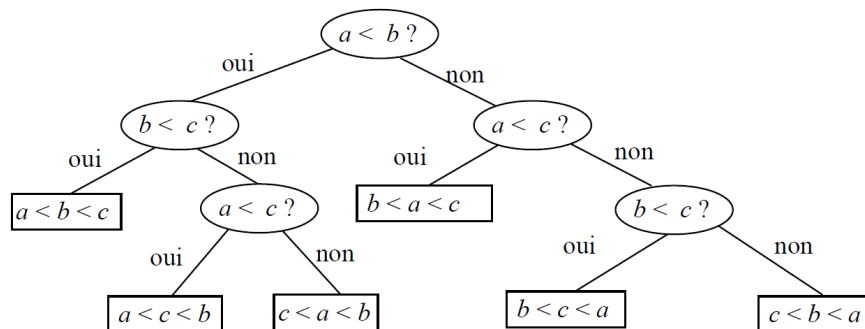 a < b ?
oui
non
b < c ?
a < c ?
oui
non
oui
non
a < b < c
a < c ?
b < a < c
b < c ?
oui
non
oui
non
a < c < b
c < a < b
b < c < a
c < b < a